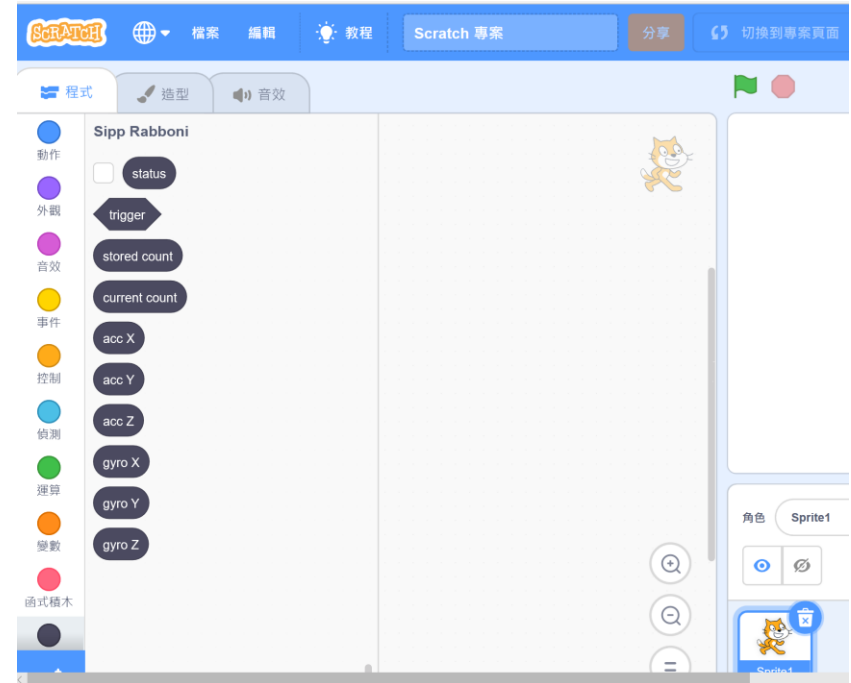 SCRATCH 檔案 編輯 教程 Scratch 專案 分享 切換到專案頁面
程式 造型 音效
動作
外觀
音效
事件
控制
偵測
運算
變數
函式積木
Sipp Rabboni
status
trigger
stored count
current count
acc X
acc Y
acc Z
gyro X
gyro Y
gyro Z
角色 Sprite1
Sprite1